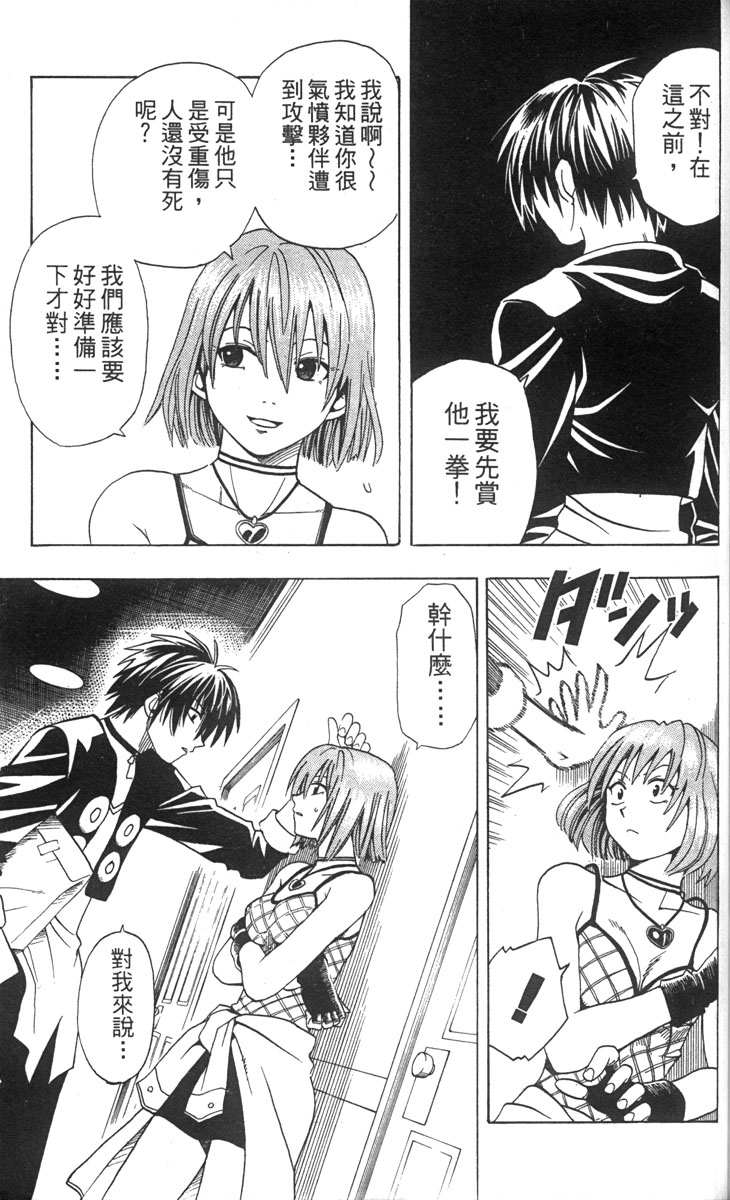 不對！在
這之前，
我要先賞
他一拳！
我說啊～～
我知道你很
氣憤夥伴遭
到攻擊…
可是他只
是受重傷，
人還沒有死
呢？
我們應該要
好好準備一
下才對……
ダンッ
！
幹什麼……
對我來說…